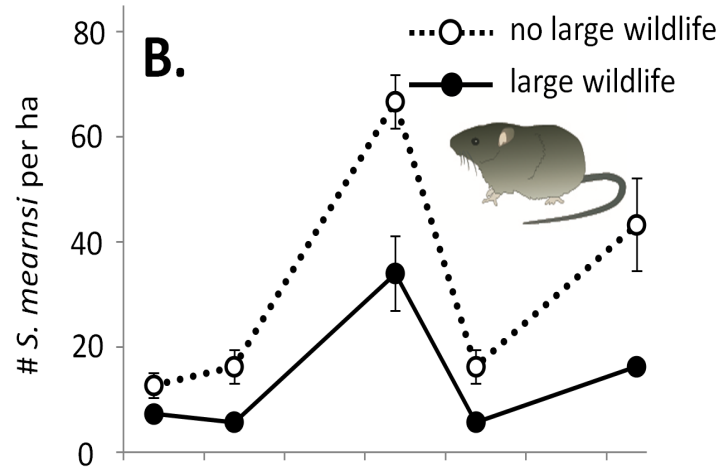 80
60
40
20
0
# S. mearnsi per ha
B.
no large wildlife
large wildlife